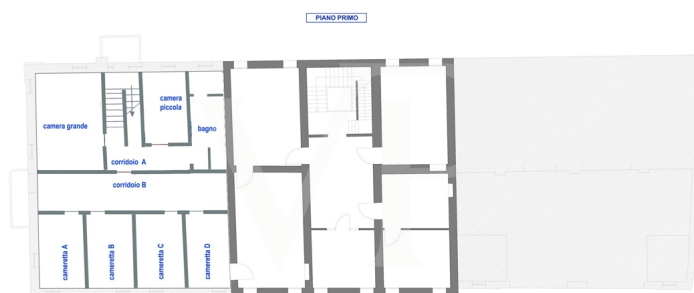 PIANO PRIMO
camera grande
camera
piccola
bagno
corridoio A
corridoio B
cameretta A
cameretta B
cameretta C
cameretta D